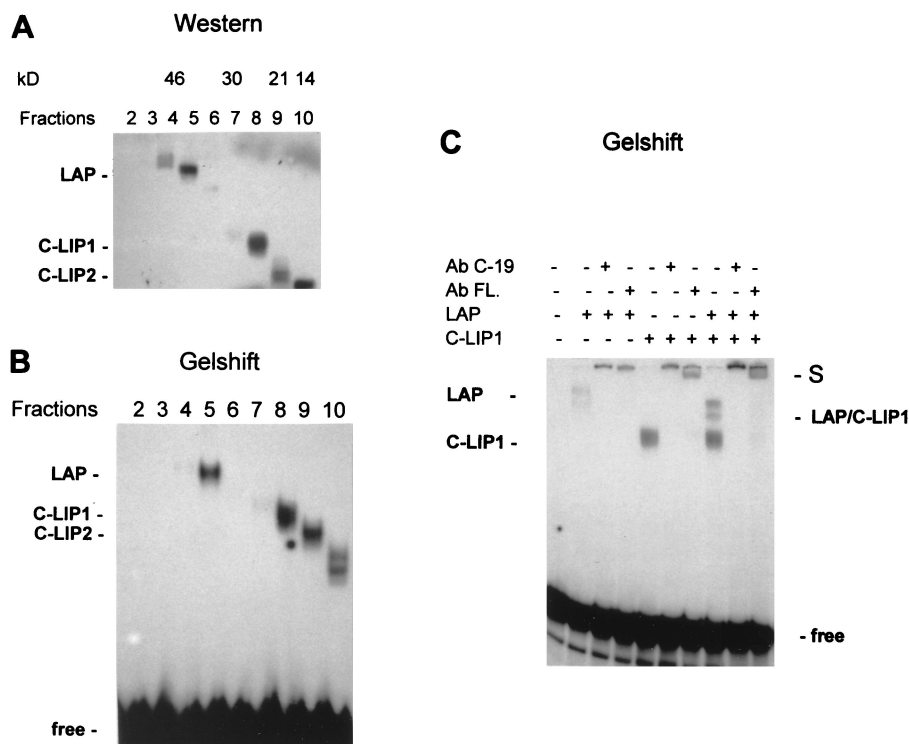 A Western
kD 46 30 21 14
Fractions 2 3 4 5 6 7 8 9 10
LAP -
C-LIP1 -
C-LIP2 -
B Gelshift
Fractions 2 3 4 5 6 7 8 9 10
LAP -
C-LIP1 -
C-LIP2 -
free -
C Gelshift
Ab C-19 - - + - - + - - + -
Ab FL. - - - + - - + - - +
LAP - + + + - - - + + +
C-LIP1 - - - - + + + + + +
- S
LAP -
- LAP/C-LIP1
C-LIP1 -
- free